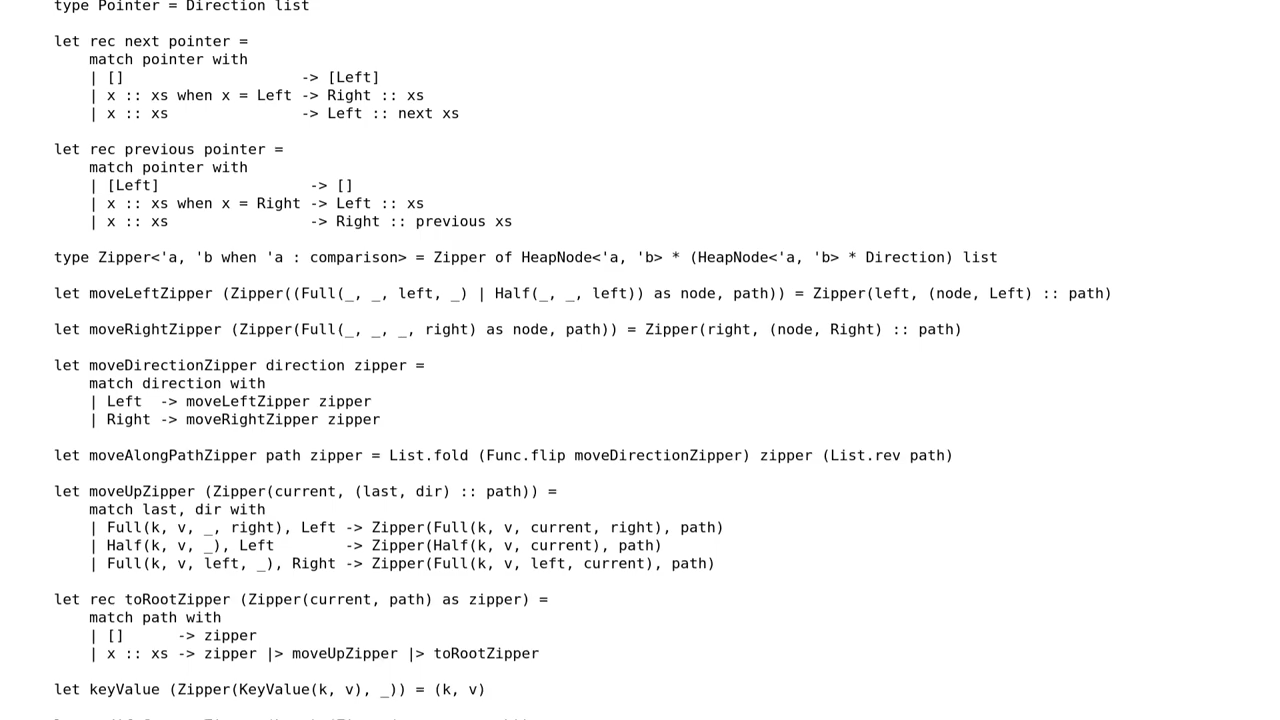 type Pointer = Direction list

let rec next pointer =
    match pointer with
    | []                    -> [Left]
    | x :: xs when x = Left -> Right :: xs
    | x :: xs               -> Left :: next xs

let rec previous pointer =
    match pointer with
    | [Left]                 -> []
    | x :: xs when x = Right -> Left :: xs
    | x :: xs                -> Right :: previous xs

type Zipper<'a, 'b when 'a : comparison> = Zipper of HeapNode<'a, 'b> * (HeapNode<'a, 'b> * Direction) list

let moveLeftZipper (Zipper((Full(_, _, left, _) | Half(_, _, left)) as node, path)) = Zipper(left, (node, Left) :: path)

let moveRightZipper (Zipper(Full(_, _, _, right) as node, path)) = Zipper(right, (node, Right) :: path)

let moveDirectionZipper direction zipper =
    match direction with
    | Left  -> moveLeftZipper zipper
    | Right -> moveRightZipper zipper

let moveAlongPathZipper path zipper = List.fold (Func.flip moveDirectionZipper) zipper (List.rev path)

let moveUpZipper (Zipper(current, (last, dir) :: path)) =
    match last, dir with
    | Full(k, v, _, right), Left -> Zipper(Full(k, v, current, right), path)
    | Half(k, v, _), Left        -> Zipper(Half(k, v, current), path)
    | Full(k, v, left, _), Right -> Zipper(Full(k, v, left, current), path)

let rec toRootZipper (Zipper(current, path) as zipper) =
    match path with
    | []      -> zipper
    | x :: xs -> zipper |> moveUpZipper |> toRootZipper

let keyValue (Zipper(KeyValue(k, v), _)) = (k, v)